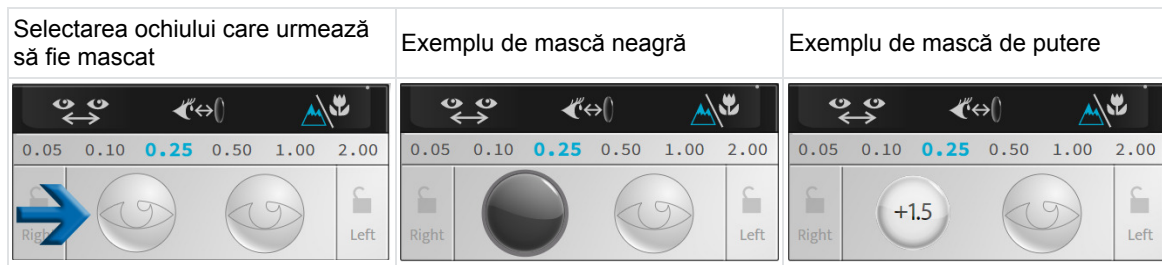 Selectarea ochiului care urmează
să fie mascat
Exemplu de mască neagră
Exemplu de mască de putere
0.05 0.10 0.25 0.50 1.00 2.00
Right
Left
0.05 0.10 0.25 0.50 1.00 2.00
Right
Left
0.05 0.10 0.25 0.50 1.00 2.00
Right
+1.5
Left